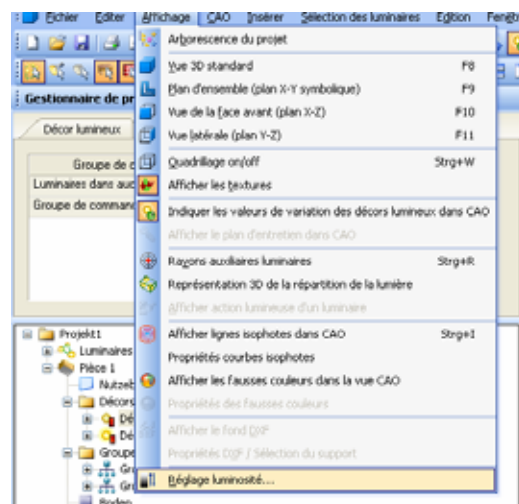 Fichier Editer Affichage CAO Insérer Sélection des luminaires Edition
Arborescence du projet
Vue 3D standard F8
Plan d'ensemble (plan X-Y symbolique) F9
Gestionnaire de pr
Vue de la face avant (plan X-Z) F10
Décor lumineux
Vue latérale (plan Y-Z) F11
Groupe de c
Quadrillage on/off Strg+W
Luminaires dans auc
Afficher les textures
Groupe de comman
Indiquer les valeurs de variation des décors lumineux dans CAO
Afficher le plan d'entretien dans CAO
Rayons auxiliaires luminaires Strg+R
Représentation 3D de la répartition de la lumière
Afficher action lumineuse d'un luminaire
Projekt1
Afficher lignes isophotes dans CAO Strg+I
Luminaires
Propriétés courbes isophotes
Pièce 1
Nutzeb
Afficher les fausses couleurs dans la vue CAO
Décors
Propriétés des fausses couleurs
Dé
Dé
Afficher le fond DXF
Groupe
Propriétés DXF / Sélection du support
Gro
Gro
Réglage luminosité...
Boden